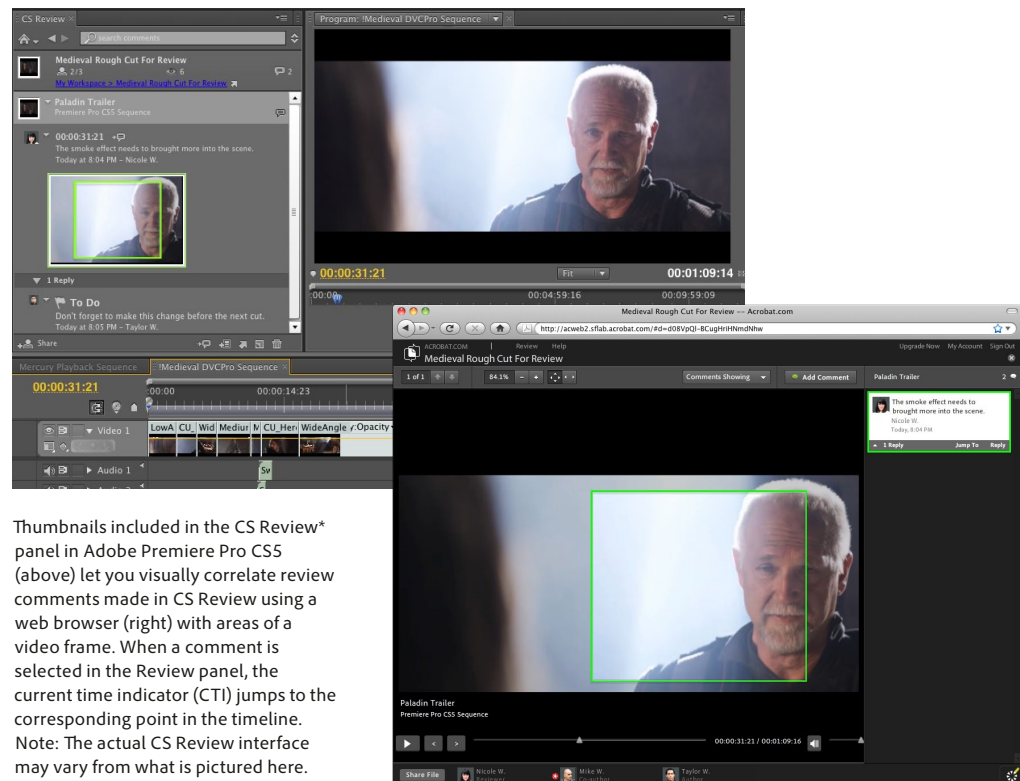 CS Review
search comments
Medieval Rough Cut For Review
2/3 6 2
My Workspace > Medieval Rough Cut For Review
Paladin Trailer
Premiere Pro CS5 Sequence
00:00:31:21
The smoke effect needs to brought more into the scene.
Today at 8:04 PM – Nicole W.
1 Reply
To Do
Don't forget to make this change before the next cut.
Today at 8:05 PM – Taylor W.
Share
Program: !Medieval DVCPro Sequence
00:00:31:21 Fit 00:01:09:14
00:00 00:04:59:16 00:09:59:09
Mercury Playback Sequence !Medieval DVCPro Sequence
00:00:31:21 :00:00 00:00:14:23
Video 1 LowA CU_ Wid Mediur M CU_Her WideAngle :Opacity
Audio 1 Sv
Medieval Rough Cut For Review — Acrobat.com
http://acweb2.sflab.acrobat.com/#d=d08VpQI-8CugHriHNmdNhw
ACROBAT.COM Review Help Upgrade Now My Account Sign Out
Medieval Rough Cut For Review
1 of 1 84.1% Comments Showing Add Comment Paladin Trailer 2
The smoke effect needs to
brought more into the scene.
Nicole W.
Today, 8:04 PM
1 Reply Jump To Reply
Paladin Trailer
Premiere Pro CS5 Sequence
00:00:31:21 / 00:01:09:16
Share File Nicole W. Mike W. Taylor W.
Reviewer Co-author Author
Thumbnails included in the CS Review*
panel in Adobe Premiere Pro CS5
(above) let you visually correlate review
comments made in CS Review using a
web browser (right) with areas of a
video frame. When a comment is
selected in the Review panel, the
current time indicator (CTI) jumps to the
corresponding point in the timeline.
Note: The actual CS Review interface
may vary from what is pictured here.